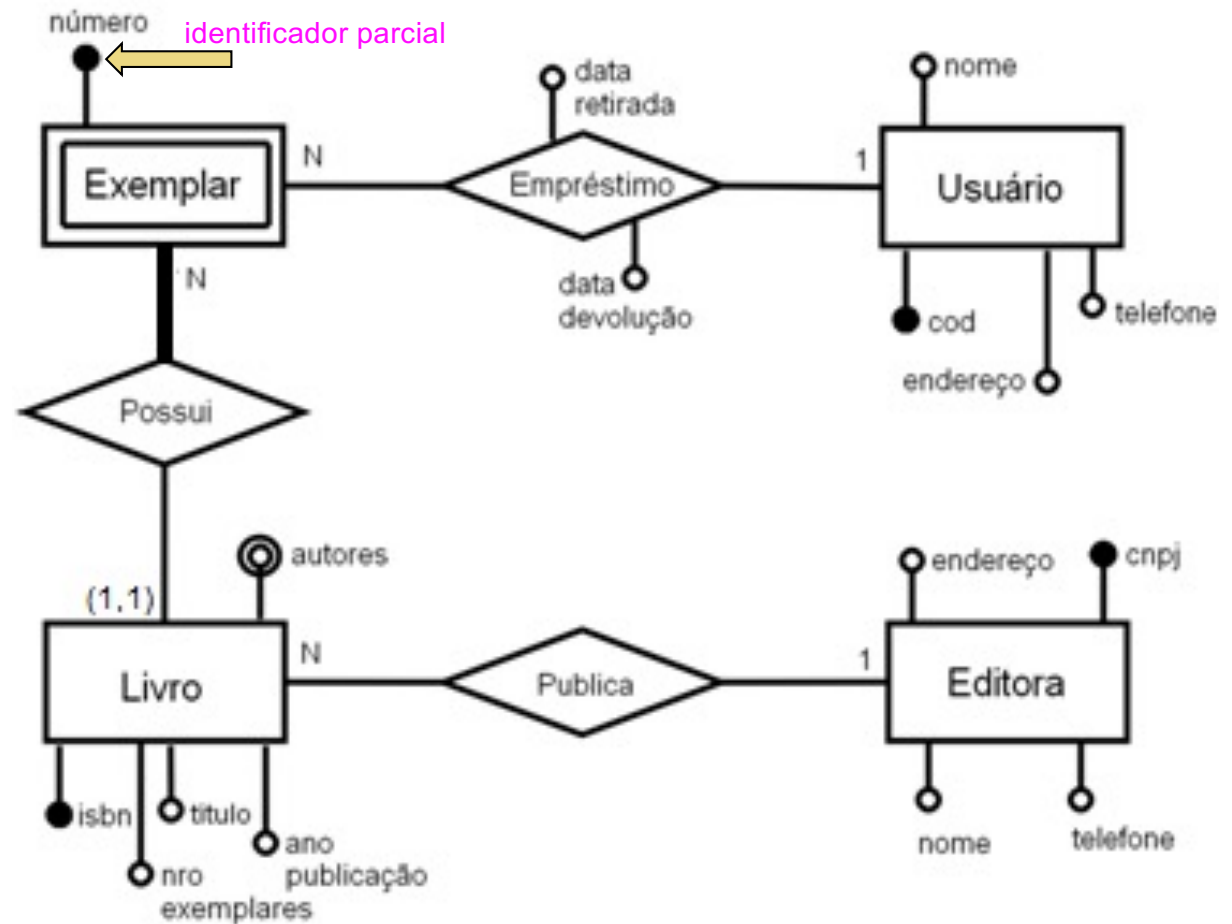 número
identificador parcial
Exemplar
N
data
retirada
Empréstimo
data
devolução
1
nome
Usuário
cod
endereço
telefone
N
Possui
(1,1)
autores
Livro
isbn
nro
exemplares
titulo
ano
publicação
N
Publica
1
endereço
cnpj
Editora
nome
telefone